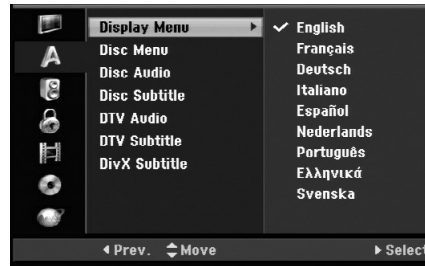 Display Menu
Disc Menu
Disc Audio
Disc Subtitle
DTV Audio
DTV Subtitle
DivX Subtitle
✓ English
Français
Deutsch
Italiano
Español
Nederlands
Português
Ελληνικά
Svenska
A
Prev. Move Select